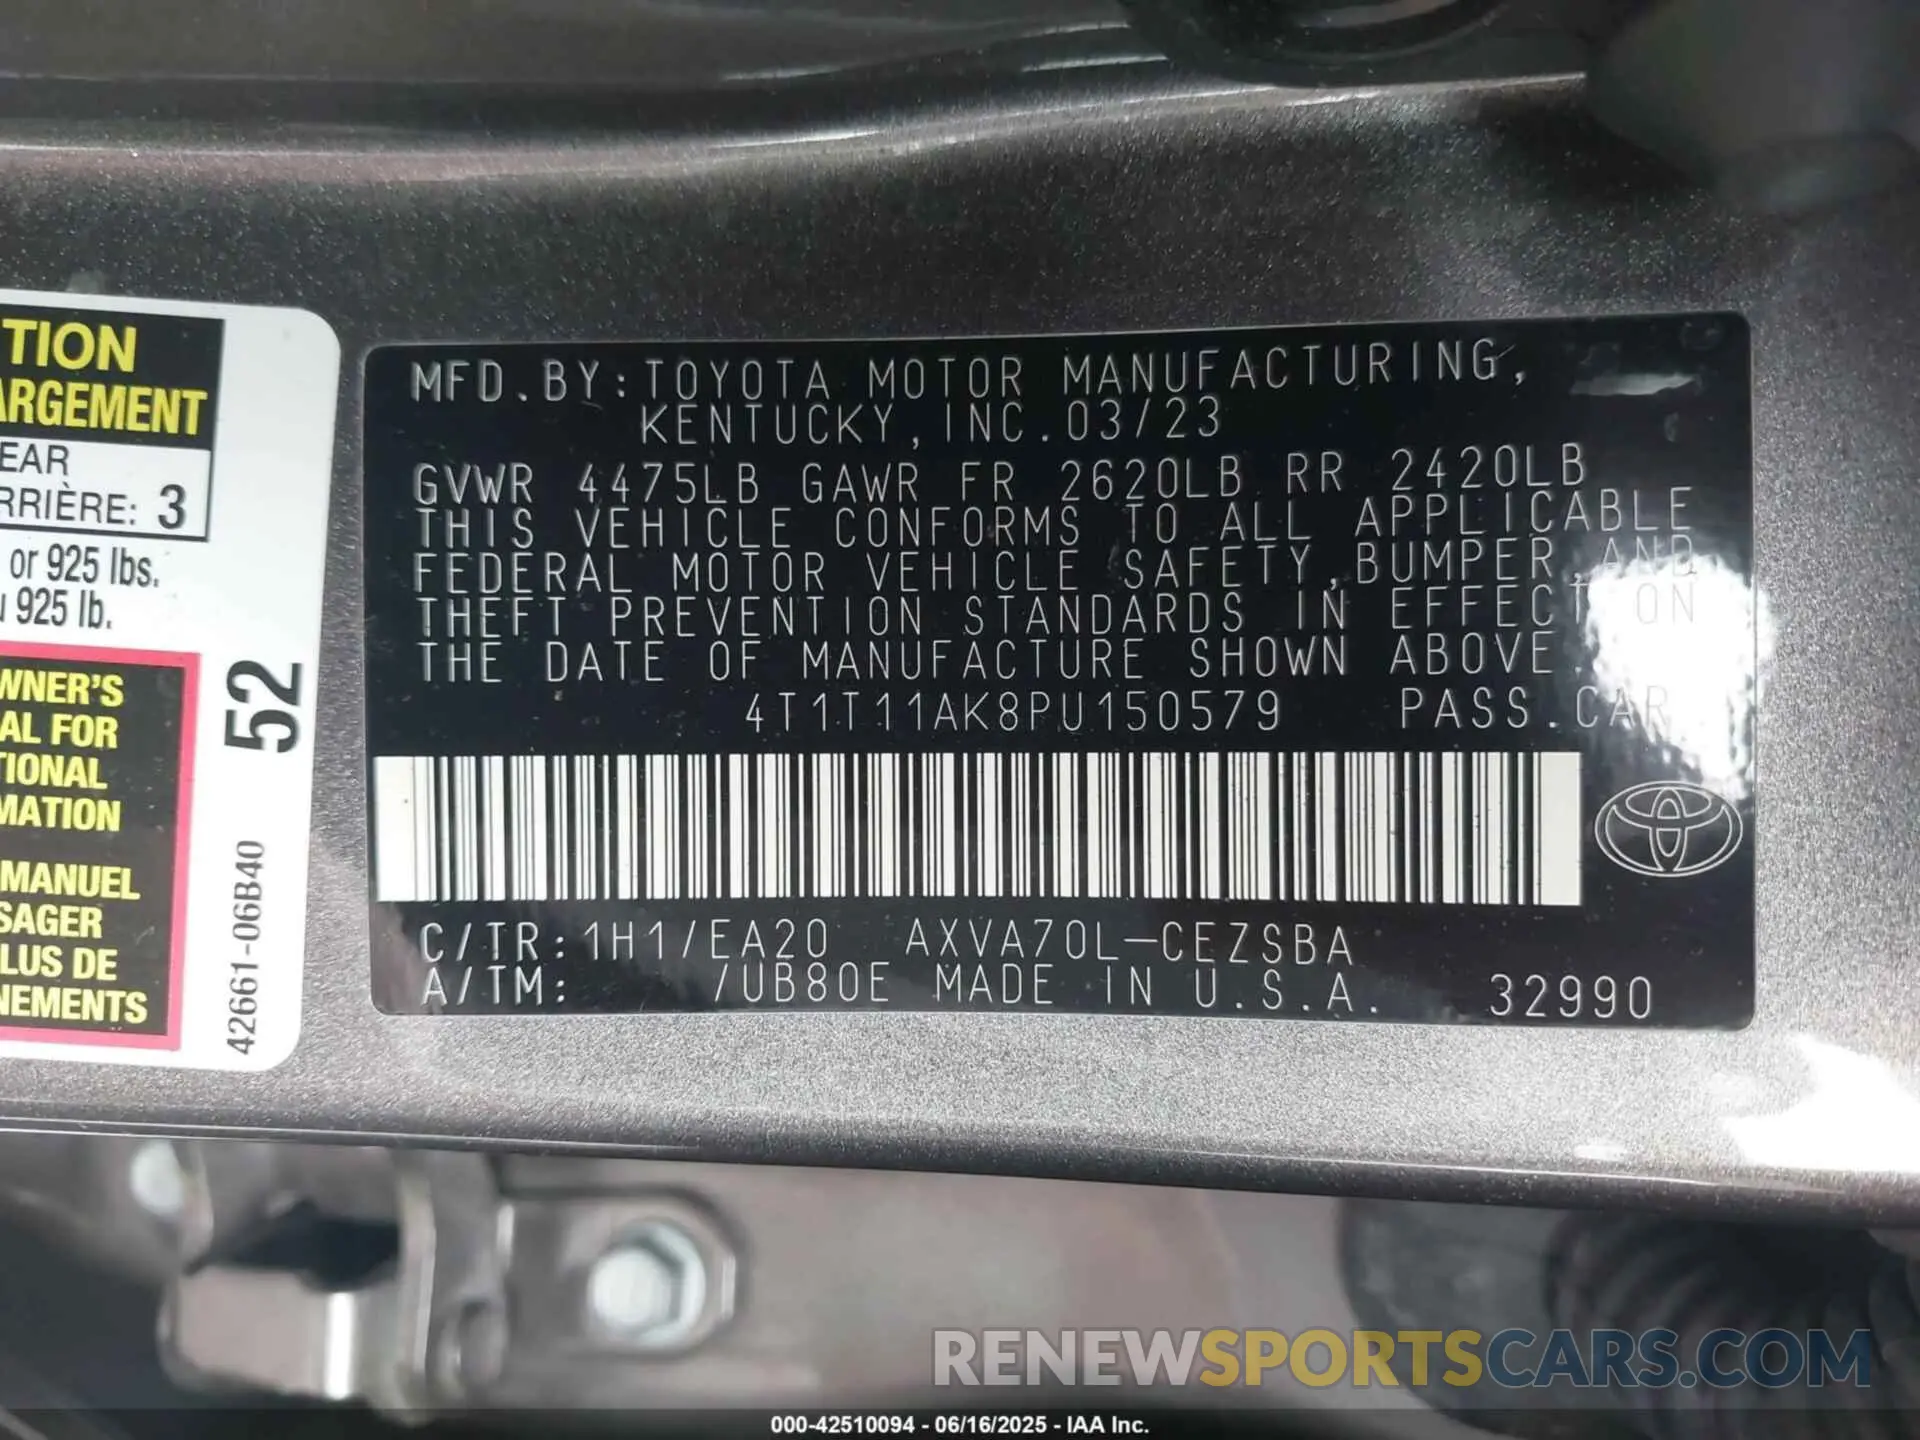 TION
ARGEMENT
EAR
RRIÈRE: 3
or 925 lbs.
u 925 lb.
WNER'S
AL FOR
TIONAL
MATION
MANUEL
SAGER
LUS DE
NEMENTS
52
42661-06B40
MFD.BY:TOYOTA MOTOR MANUFACTURING,
KENTUCKY,INC.03/23
GVWR 4475LB GAWR FR 2620LB RR 2420LB
THIS VEHICLE CONFORMS TO ALL APPLICABLE
FEDERAL MOTOR VEHICLE SAFETY,BUMPER,AND
THEFT PREVENTION STANDARDS IN EFFECT ON
THE DATE OF MANUFACTURE SHOWN ABOVE.
4T1T11AK8PU150579 PASS.CAR
C/TR:1H1/EA20 AXVA70L-CEZSBA
A/TM: /UB80E MADE IN U.S.A. 32990
RENEWSPORTSCARS.COM
000-42510094 - 06/16/2025 - IAA Inc.